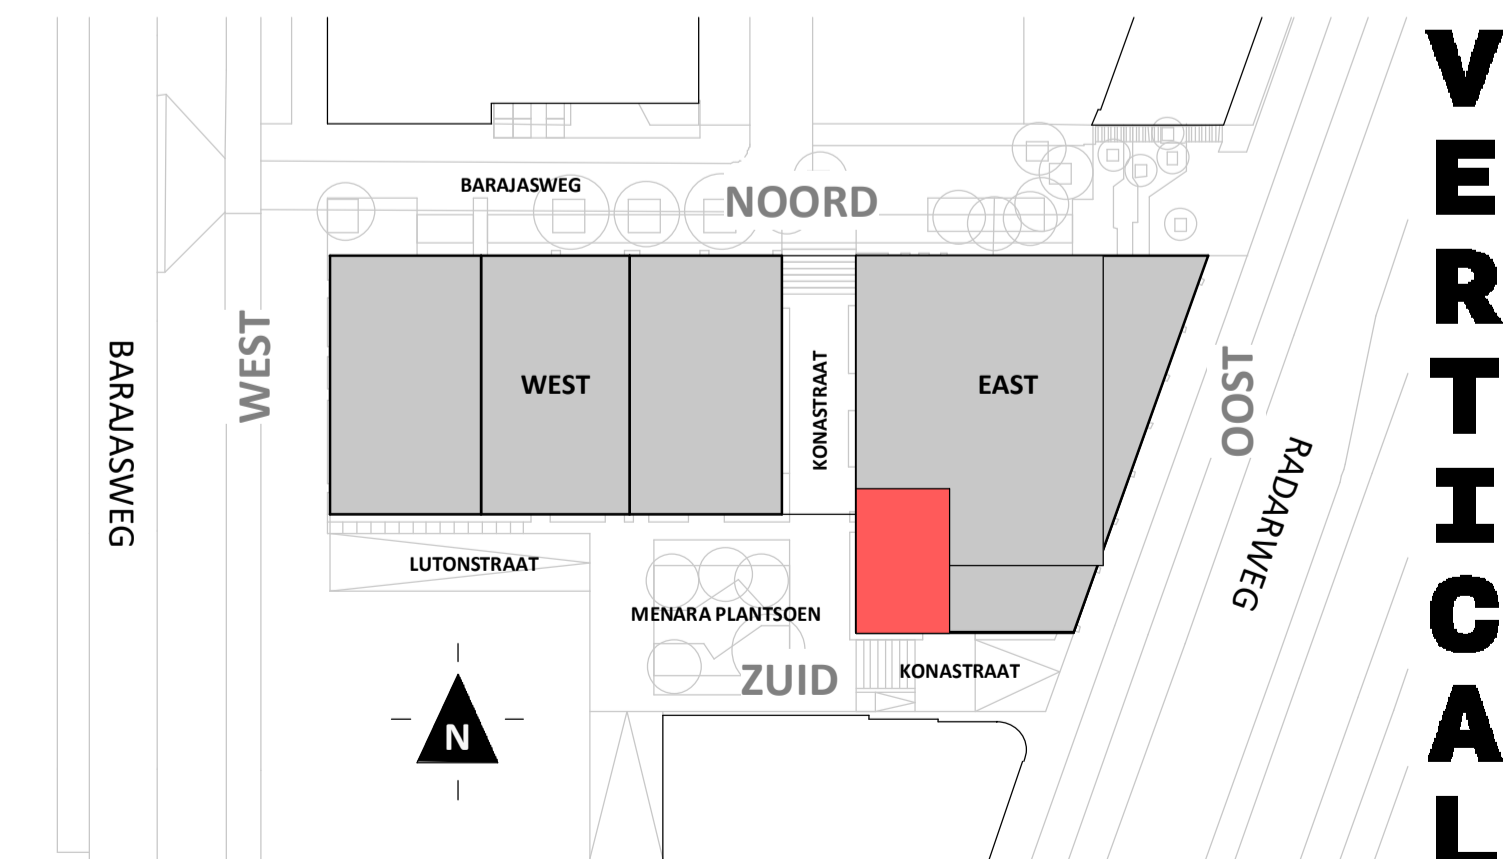 BARAJASWEG
NOORD
WEST
BARAJASWEG
WEST
KONASTRAAT
EAST
OOST
RADARWEG
LUTONSTRAAT
MENARA PLANTSOEN
ZUID
KONASTRAAT
N
VERTICAL